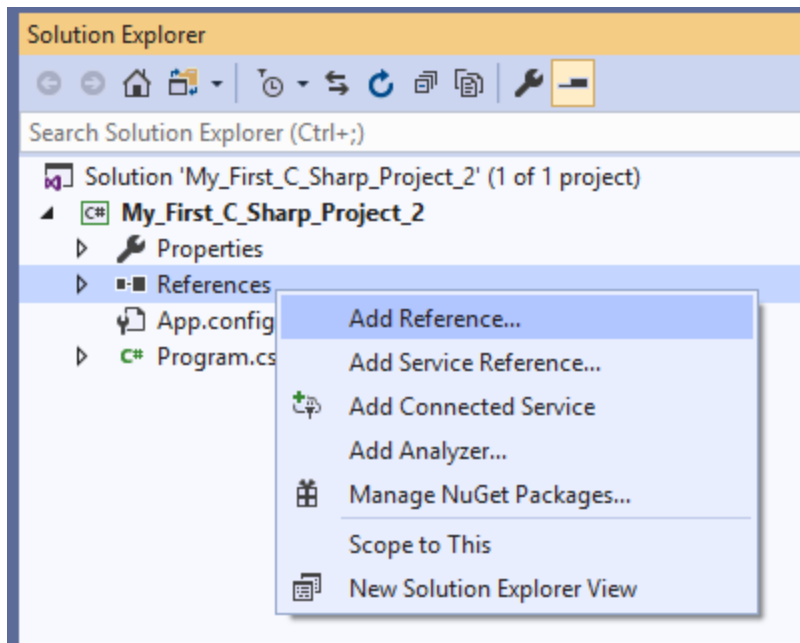 Solution Explorer
Search Solution Explorer (Ctrl+;)
Solution 'My_First_C_Sharp_Project_2' (1 of 1 project)
C# My_First_C_Sharp_Project_2
Properties
References
App.config
C# Program.cs
Add Reference...
Add Service Reference...
Add Connected Service
Add Analyzer...
Manage NuGet Packages...
Scope to This
New Solution Explorer View